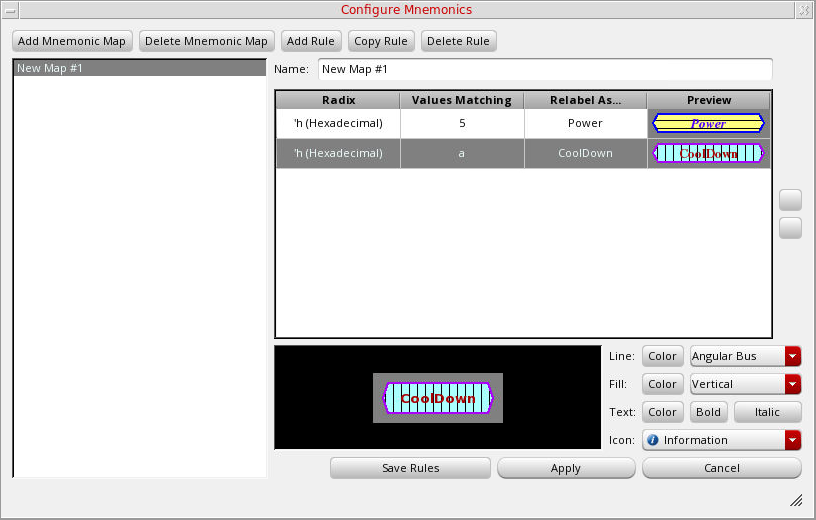 Configure Mnemonics
Add Mnemonic Map Delete Mnemonic Map Add Rule Copy Rule Delete Rule
New Map #1
Name: New Map #1
Radix Values Matching Relabel As... Preview
'h (Hexadecimal) 5 Power Power
'h (Hexadecimal) a CoolDown CoolDown
CoolDown
Line: Color Angular Bus
Fill: Color Vertical
Text: Color Bold Italic
Icon: i Information
Save Rules Apply Cancel